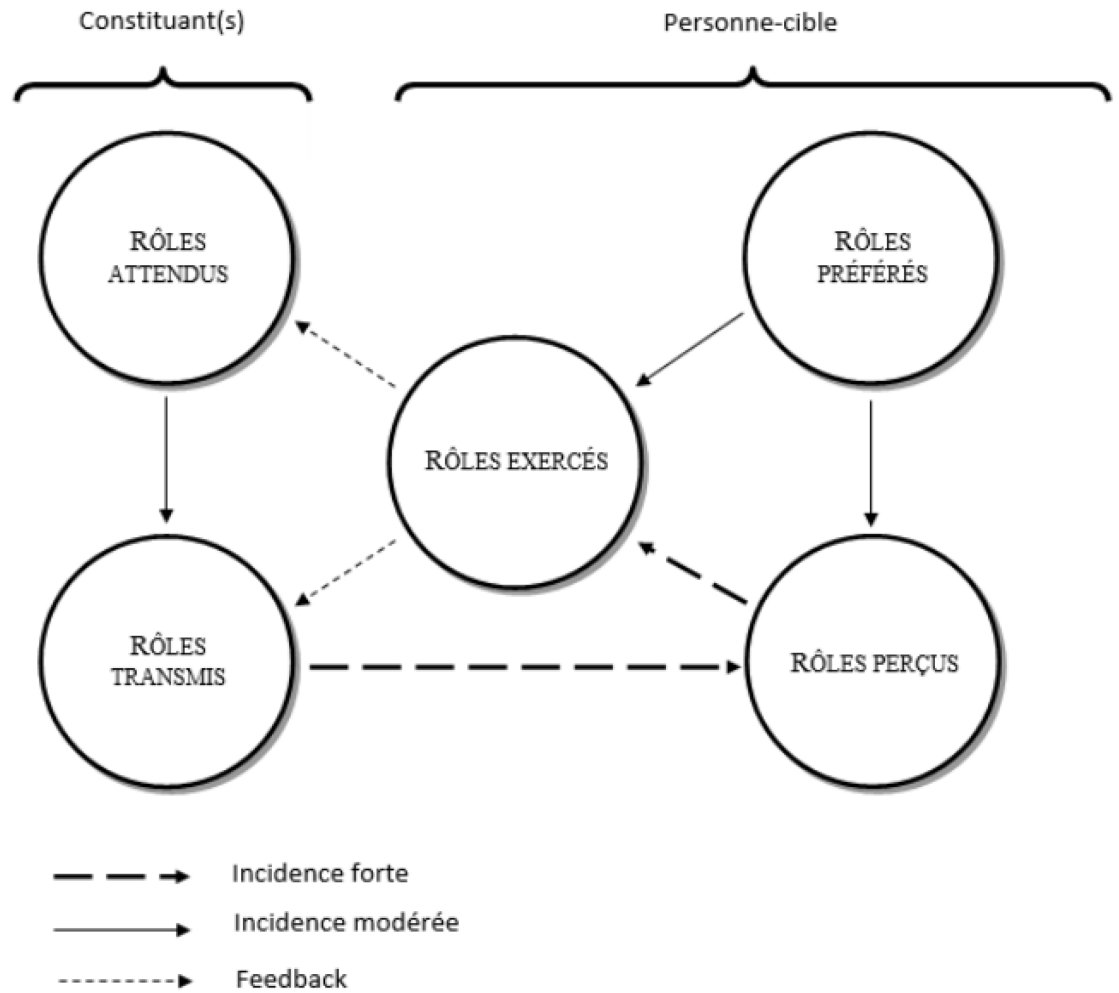 Constituant(s)
Personne-cible
RÔLES
ATTENDUS
RÔLES
PRÉFÉRÉS
RÔLES EXERCÉS
RÔLES
TRANSMIS
RÔLES PERÇUS
Incidence forte
Incidence modérée
Feedback